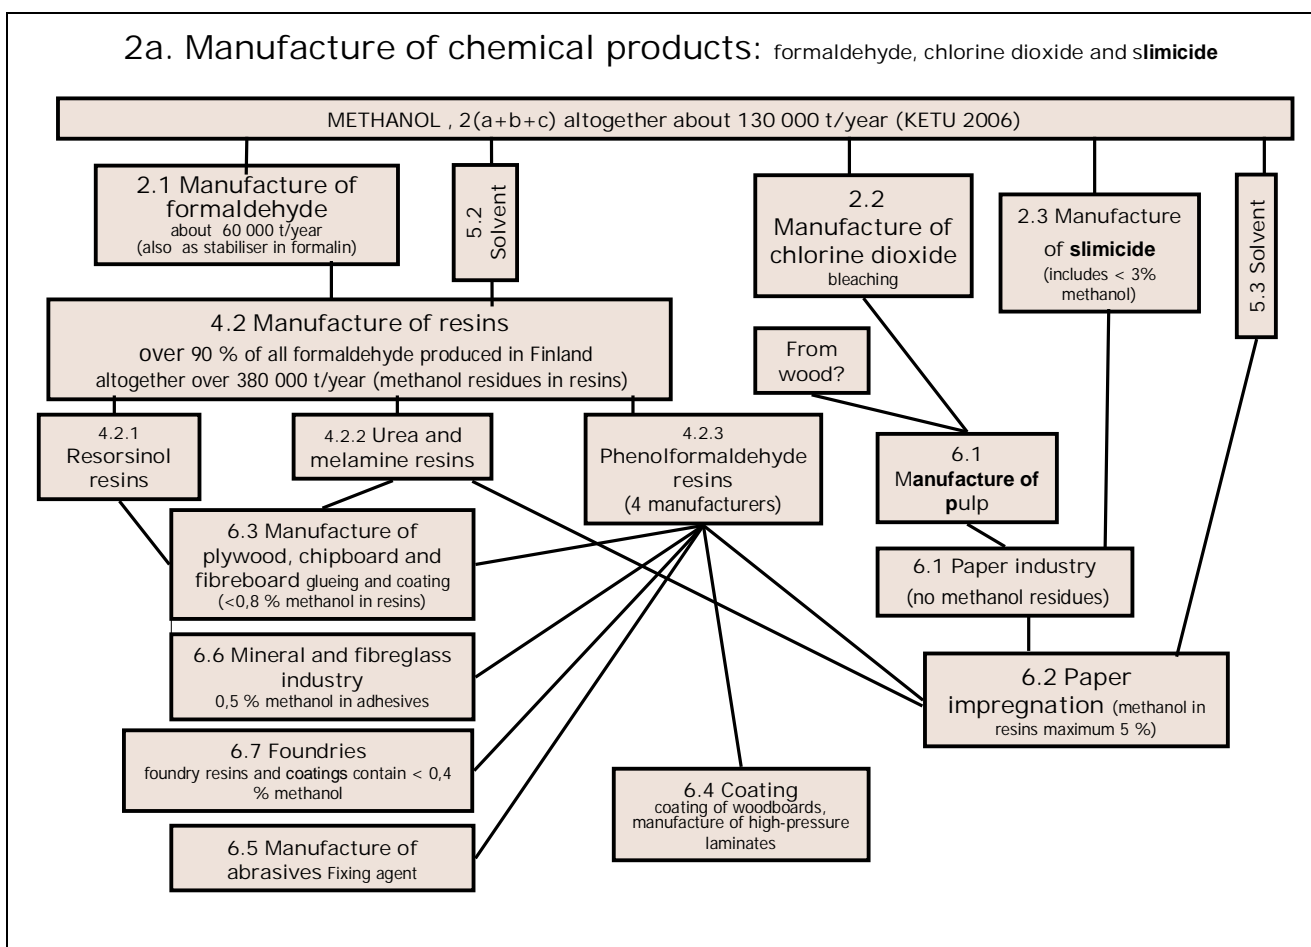 2a. Manufacture of chemical products: formaldehyde, chlorine dioxide and slimicide
METHANOL , 2(a+b+c) altogether about 130 000 t/year (KETU 2006)
2.1 Manufacture of
formaldehyde
about 60 000 t/year
(also as stabiliser in formalin)
5.2
Solvent
2.2
Manufacture of
chlorine dioxide
bleaching
2.3 Manufacture
of slimicide
(includes < 3%
methanol)
5.3 Solvent
4.2 Manufacture of resins
over 90 % of all formaldehyde produced in Finland
altogether over 380 000 t/year (methanol residues in resins)
From
wood?
4.2.1
Resorsinol
resins
4.2.2 Urea and
melamine resins
4.2.3
Phenolformaldehyde
resins
(4 manufacturers)
6.1
Manufacture of
pulp
6.3 Manufacture of
plywood, chipboard and
fibreboard glueing and coating
(<0,8 % methanol in resins)
6.1 Paper industry
(no methanol residues)
6.6 Mineral and fibreglass
industry
0,5 % methanol in adhesives
6.2 Paper
impregnation (methanol in
resins maximum 5 %)
6.7 Foundries
foundry resins and coatings contain < 0,4
% methanol
6.4 Coating
coating of woodboards,
manufacture of high-pressure
laminates
6.5 Manufacture of
abrasives Fixing agent